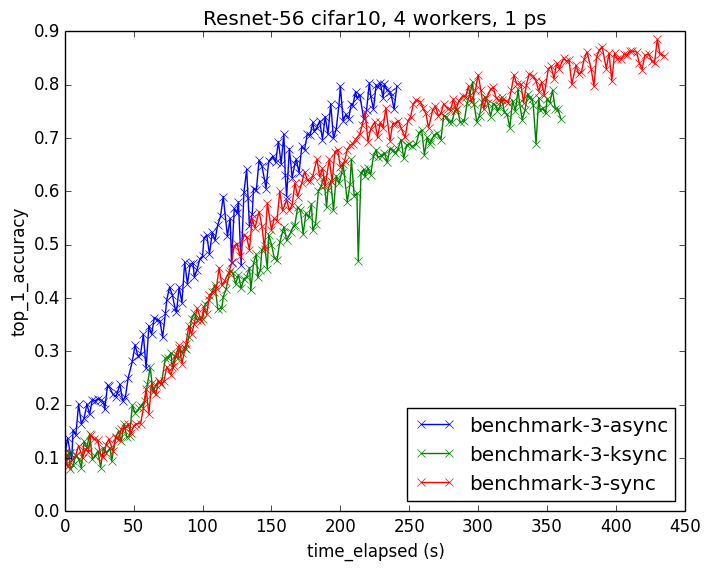 Resnet-56 cifar10, 4 workers, 1 ps
0.9
0.8
0.7
0.6
0.5
0.4
0.3
0.2
0.1
0.0
top_1_accuracy
benchmark-3-async
benchmark-3-ksync
benchmark-3-sync
0 50 100 150 200 250 300 350 400 450
time_elapsed (s)